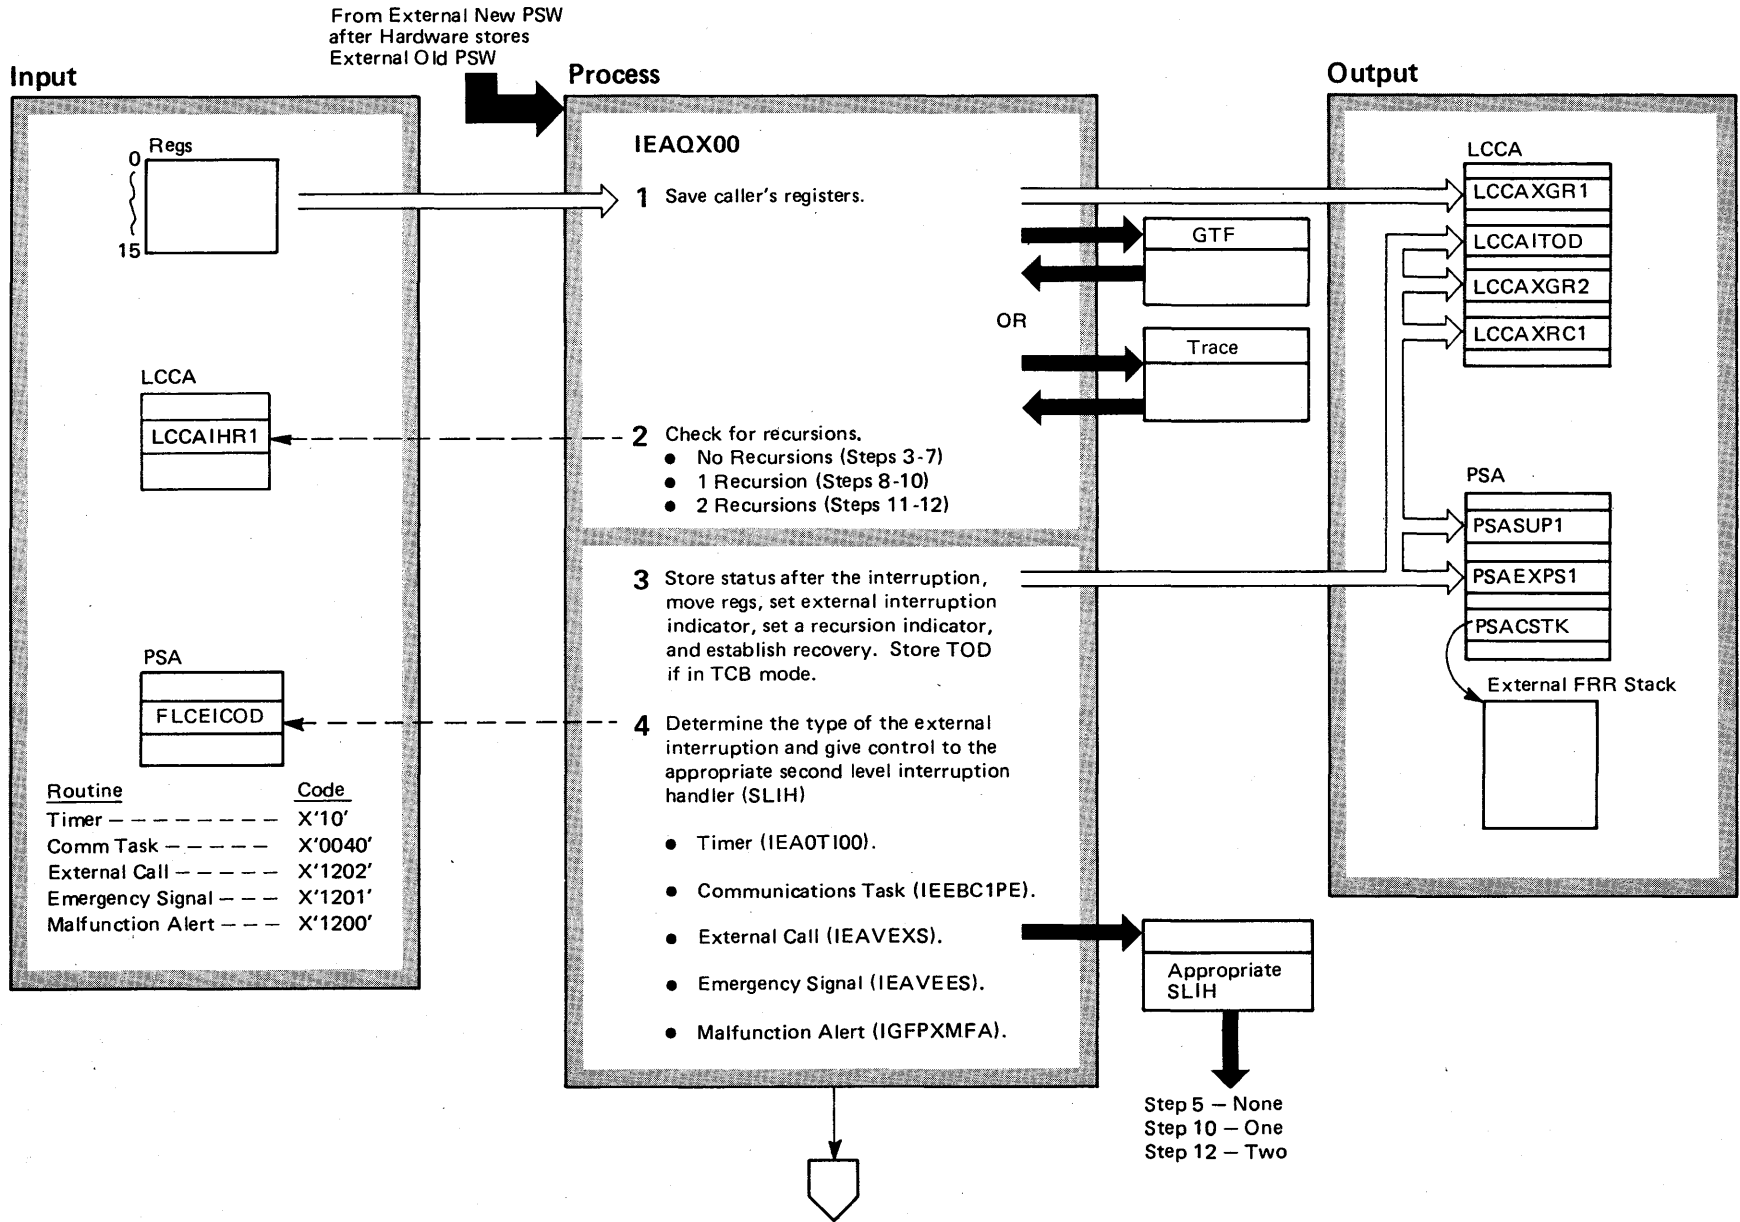 From External New PSW
after Hardware stores
External Old PSW
Input
Process
Output
0
Regs
15
LCCA
LCCAIHR1
PSA
FLCEICOD
Routine Code
Timer — — — — — — — — X'10'
Comm Task — — — — — X'0040'
External Call — — — — — X'1202'
Emergency Signal — — — X'1201'
Malfunction Alert — — — X'1200'
IEAQX00
1 Save caller's registers.
GTF
OR
Trace
2 Check for recursions.
● No Recursions (Steps 3-7)
● 1 Recursion (Steps 8-10)
● 2 Recursions (Steps 11-12)
3 Store status after the interruption,
move regs, set external interruption
indicator, set a recursion indicator,
and establish recovery. Store TOD
if in TCB mode.
4 Determine the type of the external
interruption and give control to the
appropriate second level interruption
handler (SLIH)
● Timer (IEA0TI00).
● Communications Task (IEEBC1PE).
● External Call (IEAVEXS).
● Emergency Signal (IEAVEES).
● Malfunction Alert (IGFPXMFA).
Appropriate
SLIH
Step 5 — None
Step 10 — One
Step 12 — Two
LCCA
LCCAXGR1
LCCAITOD
LCCAXGR2
LCCAXRC1
PSA
PSASUP1
PSAEXPS1
PSACSTK
External FRR Stack